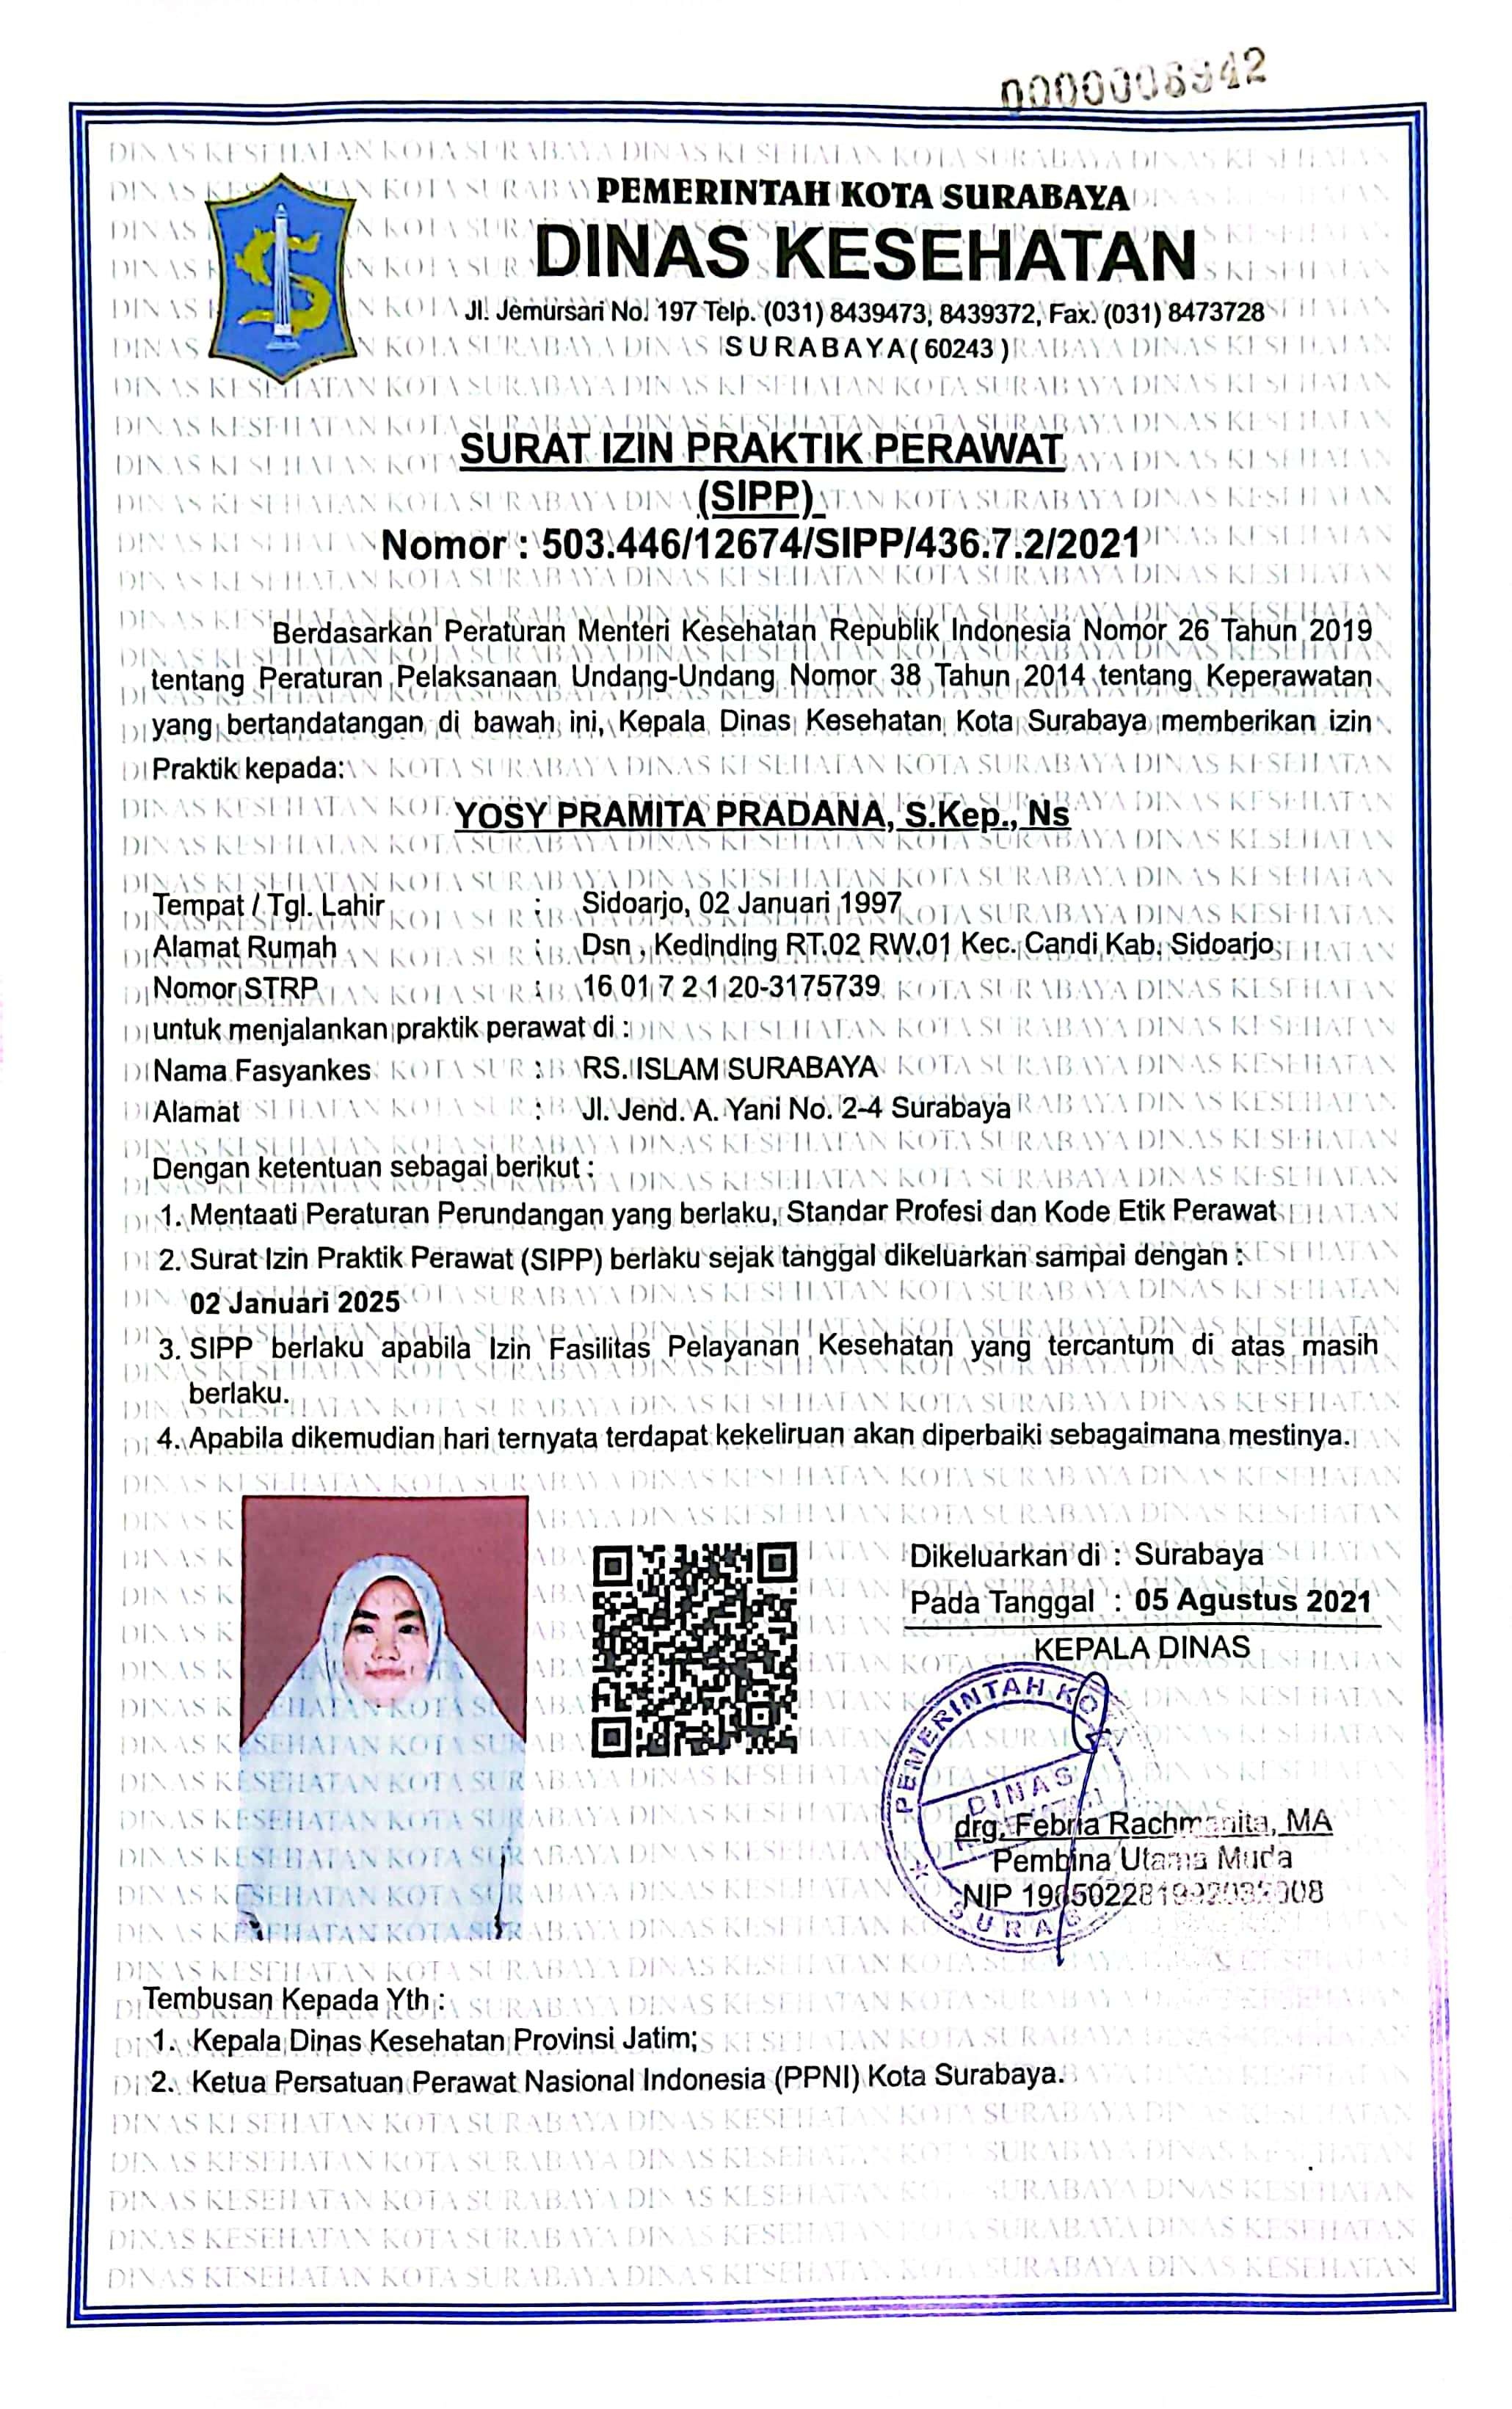 PEMERINTAH KOTA SURABAYA
DINAS KESEHATAN
Jl. Jemursari No. 197 Telp. (031) 8439473, 8439372, Fax. (031) 8473728
SURABAYA ( 60243 )
SURAT IZIN PRAKTIK PERAWAT
(SIPP)
Nomor : 503.446/12674/SIPP/436.7.2/2021
Berdasarkan Peraturan Menteri Kesehatan Republik Indonesia Nomor 26 Tahun 2019
tentang Peraturan Pelaksanaan Undang-Undang Nomor 38 Tahun 2014 tentang Keperawatan
yang bertandatangan di bawah ini, Kepala Dinas Kesehatan Kota Surabaya memberikan izin
Praktik kepada:
YOSY PRAMITA PRADANA, S.Kep., Ns
Tempat / Tgl. Lahir : Sidoarjo, 02 Januari 1997
Alamat Rumah : Dsn , Kedinding RT.02 RW.01 Kec. Candi Kab. Sidoarjo
Nomor STRP : 16 01 7 2 1 20-3175739
untuk menjalankan praktik perawat di :
Nama Fasyankes : RS. ISLAM SURABAYA
Alamat : Jl. Jend. A. Yani No. 2-4 Surabaya
Dengan ketentuan sebagai berikut :
1. Mentaati Peraturan Perundangan yang berlaku, Standar Profesi dan Kode Etik Perawat
2. Surat Izin Praktik Perawat (SIPP) berlaku sejak tanggal dikeluarkan sampai dengan :
02 Januari 2025
3. SIPP berlaku apabila Izin Fasilitas Pelayanan Kesehatan yang tercantum di atas masih
berlaku.
4. Apabila dikemudian hari ternyata terdapat kekeliruan akan diperbaiki sebagaimana mestinya.
Dikeluarkan di : Surabaya
Pada Tanggal : 05 Agustus 2021
KEPALA DINAS
PEMERINTAH
DINAS
drg. Febria Rachmanita, MA
Pembina Utama Muda
NIP
Tembusan Kepada Yth :
1. Kepala Dinas Kesehatan Provinsi Jatim;
2. Ketua Persatuan Perawat Nasional Indonesia (PPNI) Kota Surabaya.